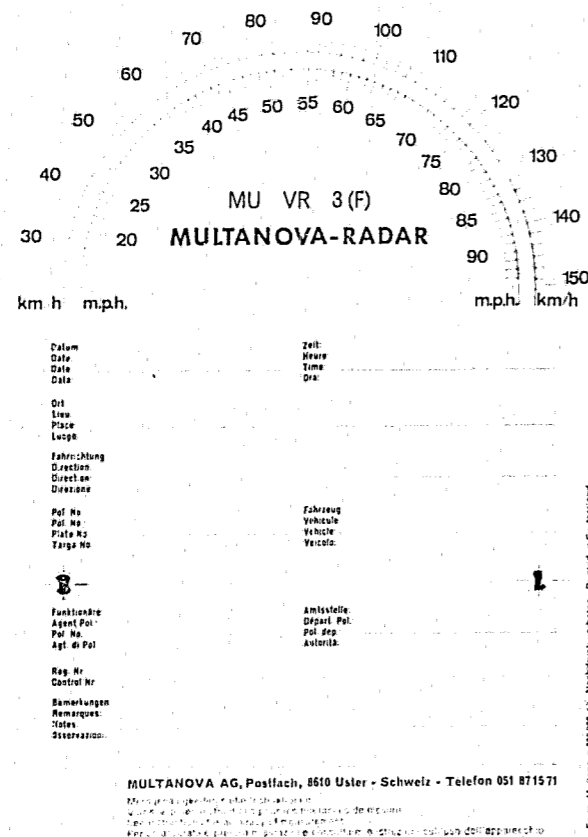 30 40 50 60 70 80 90 100 110 120 130 140 150
20 25 30 35 40 45 50 55 60 65 70 75 80 85 90
MU VR 3 (F)
MULTANOVA-RADAR
km h m.p.h. m.p.h. km/h
Datum Zeit:
Date Heure
Date Time
Data Ora:
Ort
Lieu
Place
Luogo
Fahrrichtung
Direction
Direction
Direzione
Pol. No Fahrzeug
Pol. No Vehicule
Plate No Vehicle
Targa No Veicolo:
Funktionäre Amtsstelle:
Agent Pol. Départ. Pol.
Pol. No. Pol. dep.
Agt. di Pol Autorità:
Reg. Nr
Control Nr
Bemerkungen
Remarques:
Notes
Osservazioni
MULTANOVA AG, Postfach, 8610 Uster - Schweiz - Telefon 051 871571